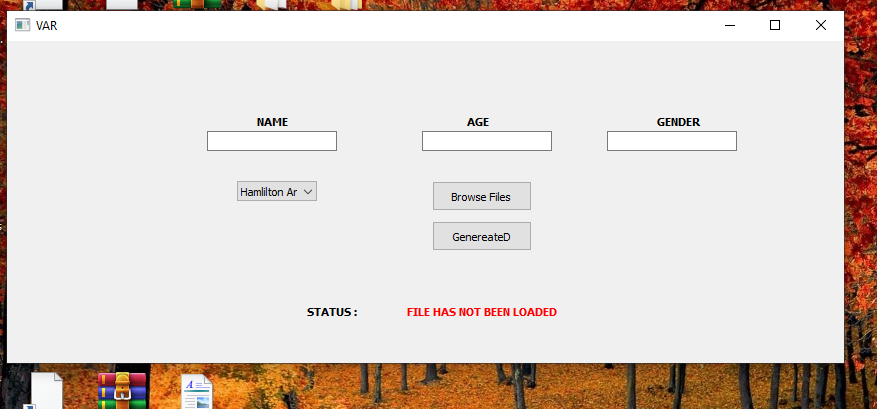 VAR
NAME AGE GENDER
Hamlilton Ar
Browse Files
GenereateD
STATUS : FILE HAS NOT BEEN LOADED